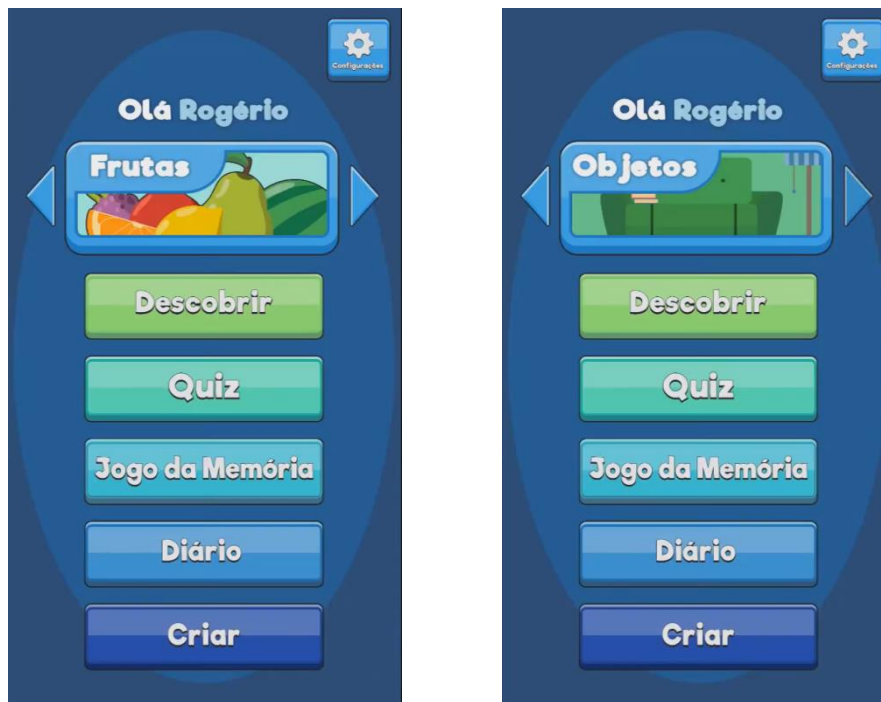 Configurações
Olá Rogério
Frutas
Descobrir
Quiz
Jogo da Memória
Diário
Criar
Configurações
Olá Rogério
Objetos
Descobrir
Quiz
Jogo da Memória
Diário
Criar